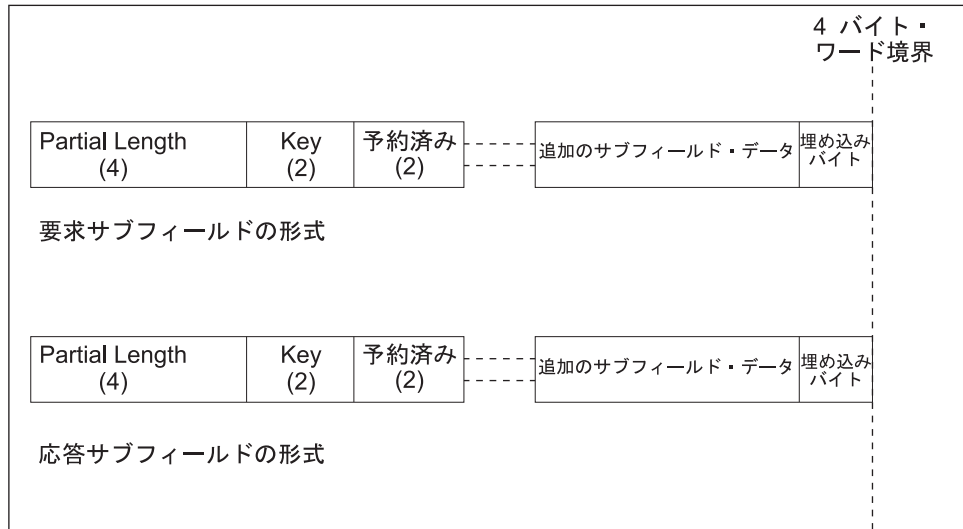 4 バイト・
ワード境界
Partial Length
(4)
Key
(2)
予約済み
(2)
追加のサブフィールド・データ
埋め込み
バイト
要求サブフィールドの形式
Partial Length
(4)
Key
(2)
予約済み
(2)
追加のサブフィールド・データ
埋め込み
バイト
応答サブフィールドの形式